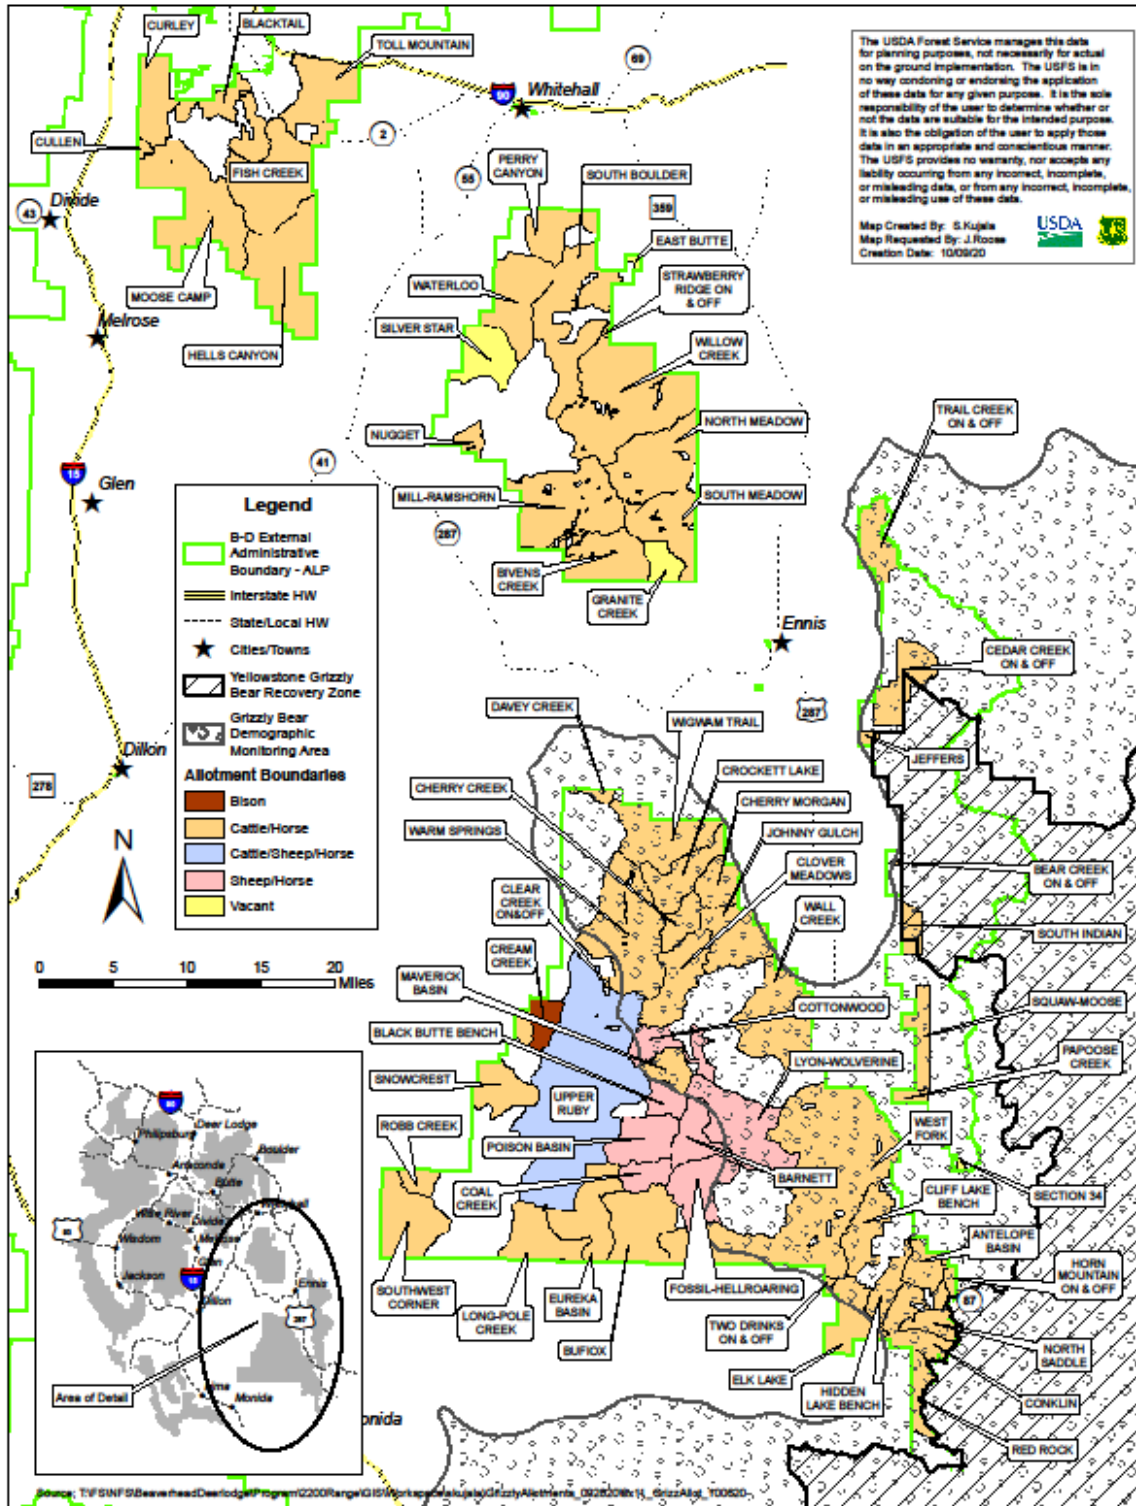 CURLEY
BLACKTAIL
TOLL MOUNTAIN
69
90
Whitehall
2
CULLEN
FISH CREEK
PERRY
CANYON
55
SOUTH BOULDER
43
Divide
359
EAST BUTTE
WATERLOO
STRAWBERRY
RIDGE ON
& OFF
MOOSE CAMP
Melrose
SILVER STAR
HELLS CANYON
WILLOW
CREEK
NUGGET
NORTH MEADOW
TRAIL CREEK
ON & OFF
41
15
Glen
MILL-RAMSHORN
SOUTH MEADOW
287
BIVENS
CREEK
GRANITE
CREEK
Ennis
The USDA Forest Service manages this data
for planning purposes, not necessarily for actual
on the ground implementation. The USFS is in
no way condoning or endorsing the application
of these data for any given purpose. It is the sole
responsibility of the user to determine whether or
not the data are suitable for the intended purpose.
It is also the obligation of the user to apply those
data in an appropriate and conscientious manner.
The USFS provides no warranty, nor accepts any
liability occurring from any incorrect, incomplete,
or misleading data, or from any incorrect, incomplete,
or misleading use of these data.
Map Created By: S.Kujala
Map Requested By: J.Roose
Creation Date: 10/09/20
USDA
Legend
B-D External
Administrative
Boundary - ALP
Interstate HW
State/Local HW
Cities/Towns
Yellowstone Grizzly
Bear Recovery Zone
Grizzly Bear
Demographic
Monitoring Area
Allotment Boundaries
Bison
Cattle/Horse
Cattle/Sheep/Horse
Sheep/Horse
Vacant
Dillon
278
N
0 5 10 15 20 Miles
CEDAR CREEK
ON & OFF
287
JEFFERS
DAVEY CREEK
WIGWAM TRAIL
CHERRY CREEK
CROCKETT LAKE
CHERRY MORGAN
WARM SPRINGS
JOHNNY GULCH
CLOVER
MEADOWS
BEAR CREEK
ON & OFF
CLEAR
CREEK
ON&OFF
WALL
CREEK
SOUTH INDIAN
CREAM
CREEK
MAVERICK
BASIN
COTTONWOOD
SQUAW-MOOSE
BLACK BUTTE BENCH
LYON-WOLVERINE
PAPOOSE
CREEK
SNOWCREST
UPPER
RUBY
ROBB CREEK
WEST
FORK
POISON BASIN
BARNETT
SECTION 34
COAL
CREEK
CLIFF LAKE
BENCH
ANTELOPE
BASIN
HORN
MOUNTAIN
ON & OFF
87
SOUTHWEST
CORNER
LONG-POLE
CREEK
EUREKA
BASIN
FOSSIL-HELLROARING
BUFIOX
TWO DRINKS
ON & OFF
NORTH
SADDLE
ELK LAKE
HIDDEN
LAKE BENCH
CONKLIN
RED ROCK
Philipsburg
Deer Lodge
Boulder
Anaconda
Butte
Wise River
Divide
Wisdom
Melrose
Glen
Jackson
15
Dillon
Ennis
287
Area of Detail
Monida
onida